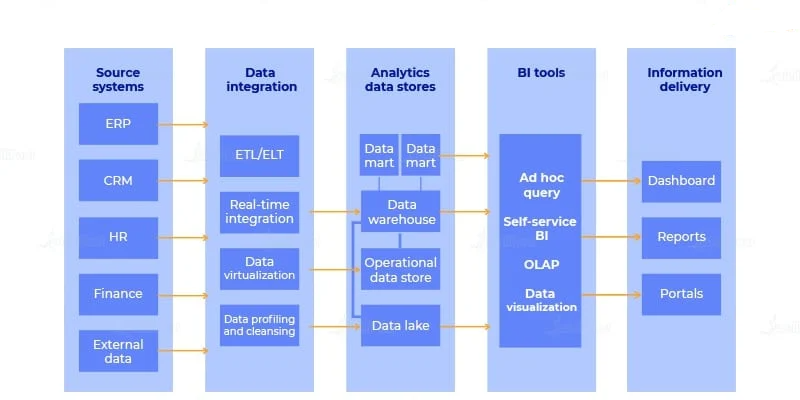 Source
systems
ERP
CRM
HR
Finance
External
data
Data
integration
ETL/ELT
Real-time
integration
Data
virtualization
Data profiling
and cleansing
Analytics
data stores
Data
mart
Data
mart
Data
warehouse
Operational
data store
Data lake
BI tools
Ad hoc
query
Self-service
BI
OLAP
Data
visualization
Information
delivery
Dashboard
Reports
Portals